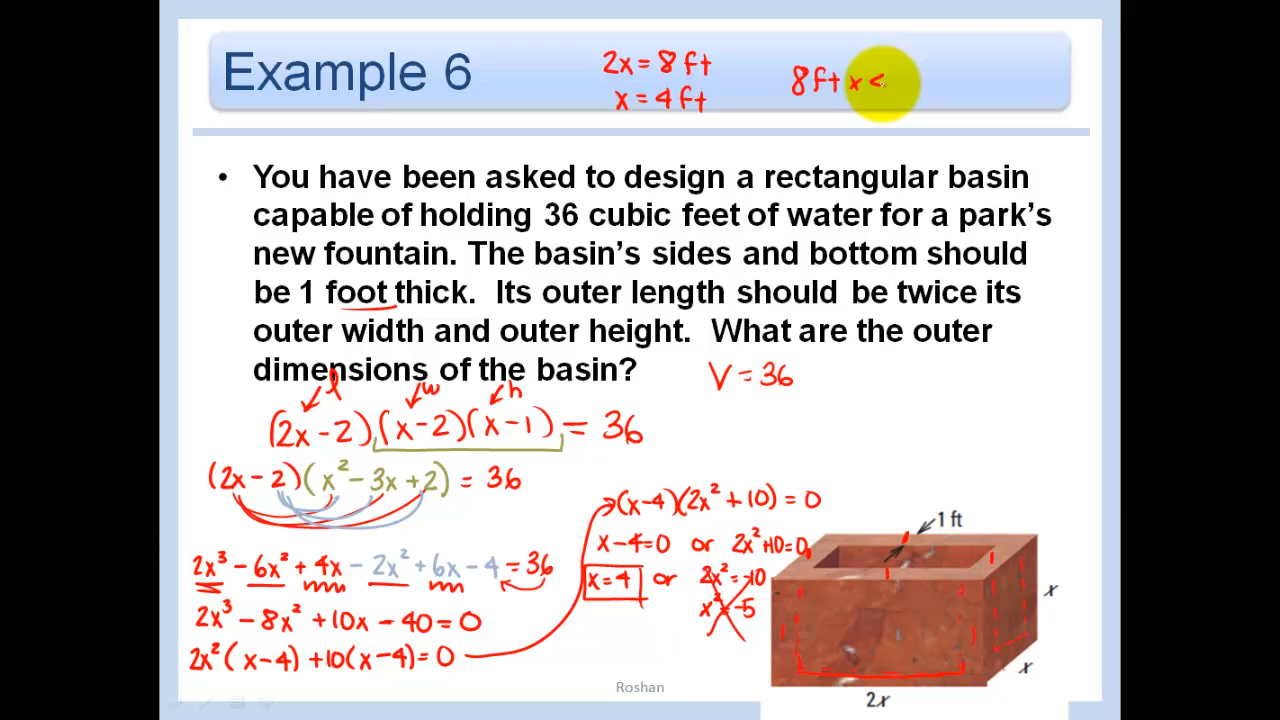 Example 6
2x = 8 ft
x = 4 ft
8 ft x
• You have been asked to design a rectangular basin
capable of holding 36 cubic feet of water for a park's
new fountain. The basin's sides and bottom should
be 1 foot thick. Its outer length should be twice its
outer width and outer height. What are the outer
dimensions of the basin?
V = 36
l w h
(2x - 2)(x - 2)(x - 1) = 36
(2x - 2)(x² - 3x + 2) = 36
2x³ - 6x² + 4x - 2x² + 6x - 4 = 36
2x³ - 8x² + 10x - 40 = 0
2x²(x - 4) + 10(x - 4) = 0
(x - 4)(2x² + 10) = 0
x - 4 = 0 or 2x² + 10 = 0
x = 4 or 2x² = -10
x² = -5
1 ft
x
x
2x
Roshan